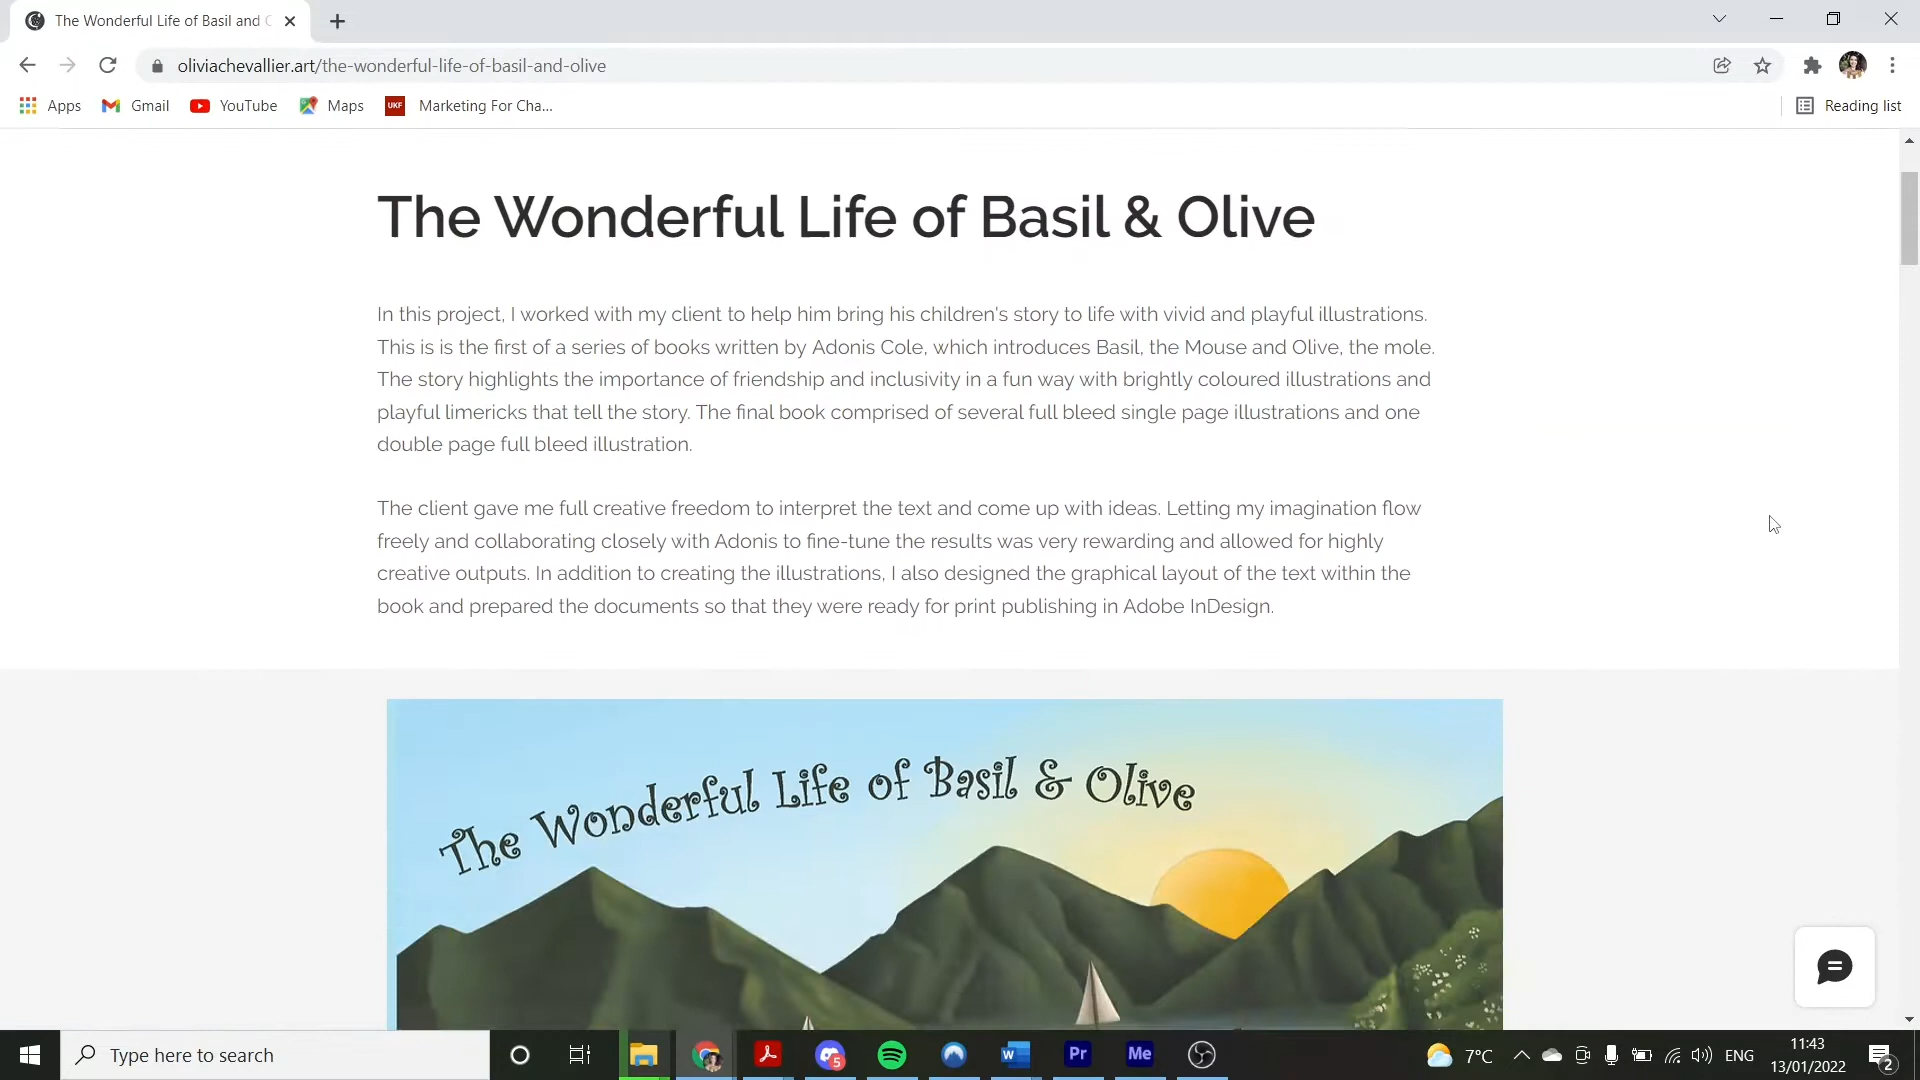 The Wonderful Life of Basil and
oliviachevallier.art/the-wonderful-life-of-basil-and-olive
Apps Gmail YouTube Maps UKF Marketing For Cha... Reading list
The Wonderful Life of Basil & Olive
In this project, I worked with my client to help him bring his children's story to life with vivid and playful illustrations.
This is is the first of a series of books written by Adonis Cole, which introduces Basil, the Mouse and Olive, the mole.
The story highlights the importance of friendship and inclusivity in a fun way with brightly coloured illustrations and
playful limericks that tell the story. The final book comprised of several full bleed single page illustrations and one
double page full bleed illustration.
The client gave me full creative freedom to interpret the text and come up with ideas. Letting my imagination flow
freely and collaborating closely with Adonis to fine-tune the results was very rewarding and allowed for highly
creative outputs. In addition to creating the illustrations, I also designed the graphical layout of the text within the
book and prepared the documents so that they were ready for print publishing in Adobe InDesign.
The Wonderful Life of Basil & Olive
Type here to search 5 W Pr Me 7°C ENG 11:43 2
13/01/2022